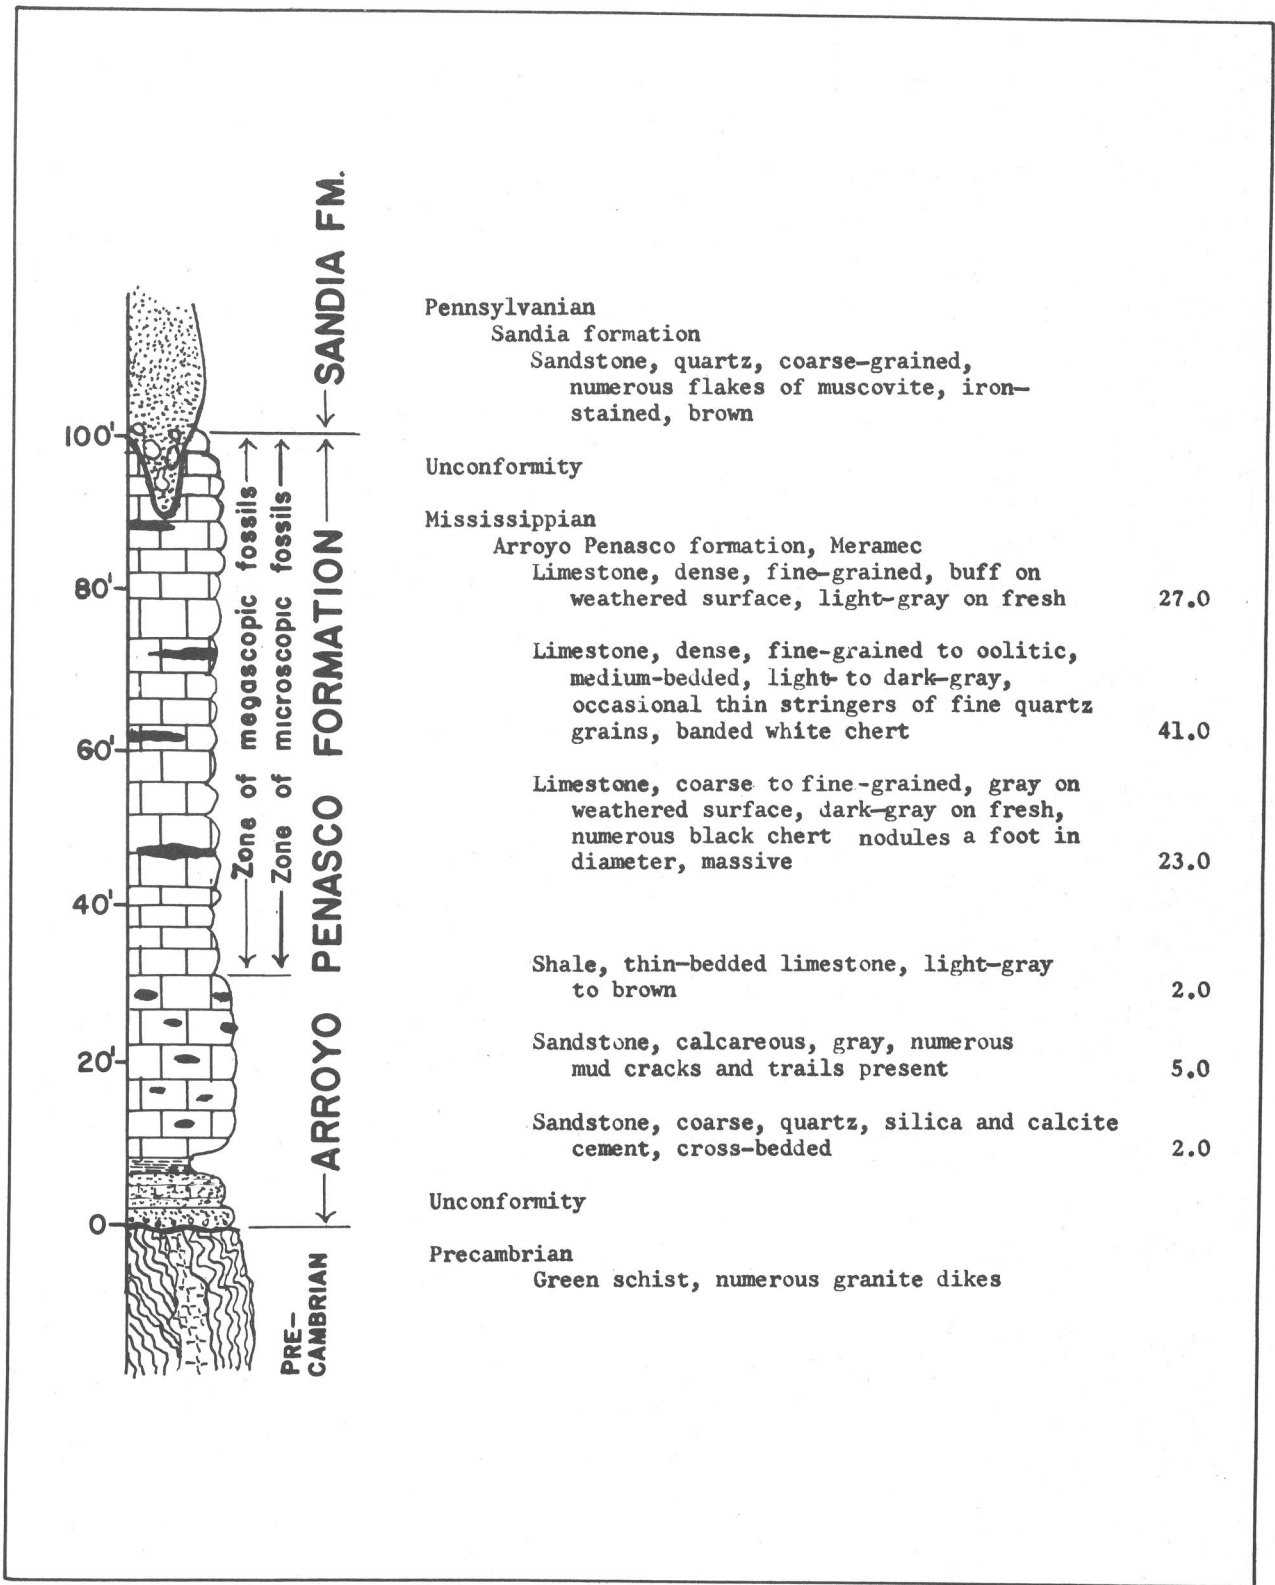 SANDIA FM.
100'
80'
60'
40'
20'
0
Zone of megascopic fossils
Zone of microscopic fossils
ARROYO PENASCO FORMATION
PRE-
CAMBRIAN
Pennsylvanian
Sandia formation
Sandstone, quartz, coarse-grained,
numerous flakes of muscovite, iron-
stained, brown
Unconformity
Mississippian
Arroyo Penasco formation, Meramec
Limestone, dense, fine-grained, buff on
weathered surface, light-gray on fresh 27.0
Limestone, dense, fine-grained to oolitic,
medium-bedded, light- to dark-gray,
occasional thin stringers of fine quartz
grains, banded white chert 41.0
Limestone, coarse to fine-grained, gray on
weathered surface, dark-gray on fresh,
numerous black chert nodules a foot in
diameter, massive 23.0
Shale, thin-bedded limestone, light-gray
to brown 2.0
Sandstone, calcareous, gray, numerous
mud cracks and trails present 5.0
Sandstone, coarse, quartz, silica and calcite
cement, cross-bedded 2.0
Unconformity
Precambrian
Green schist, numerous granite dikes